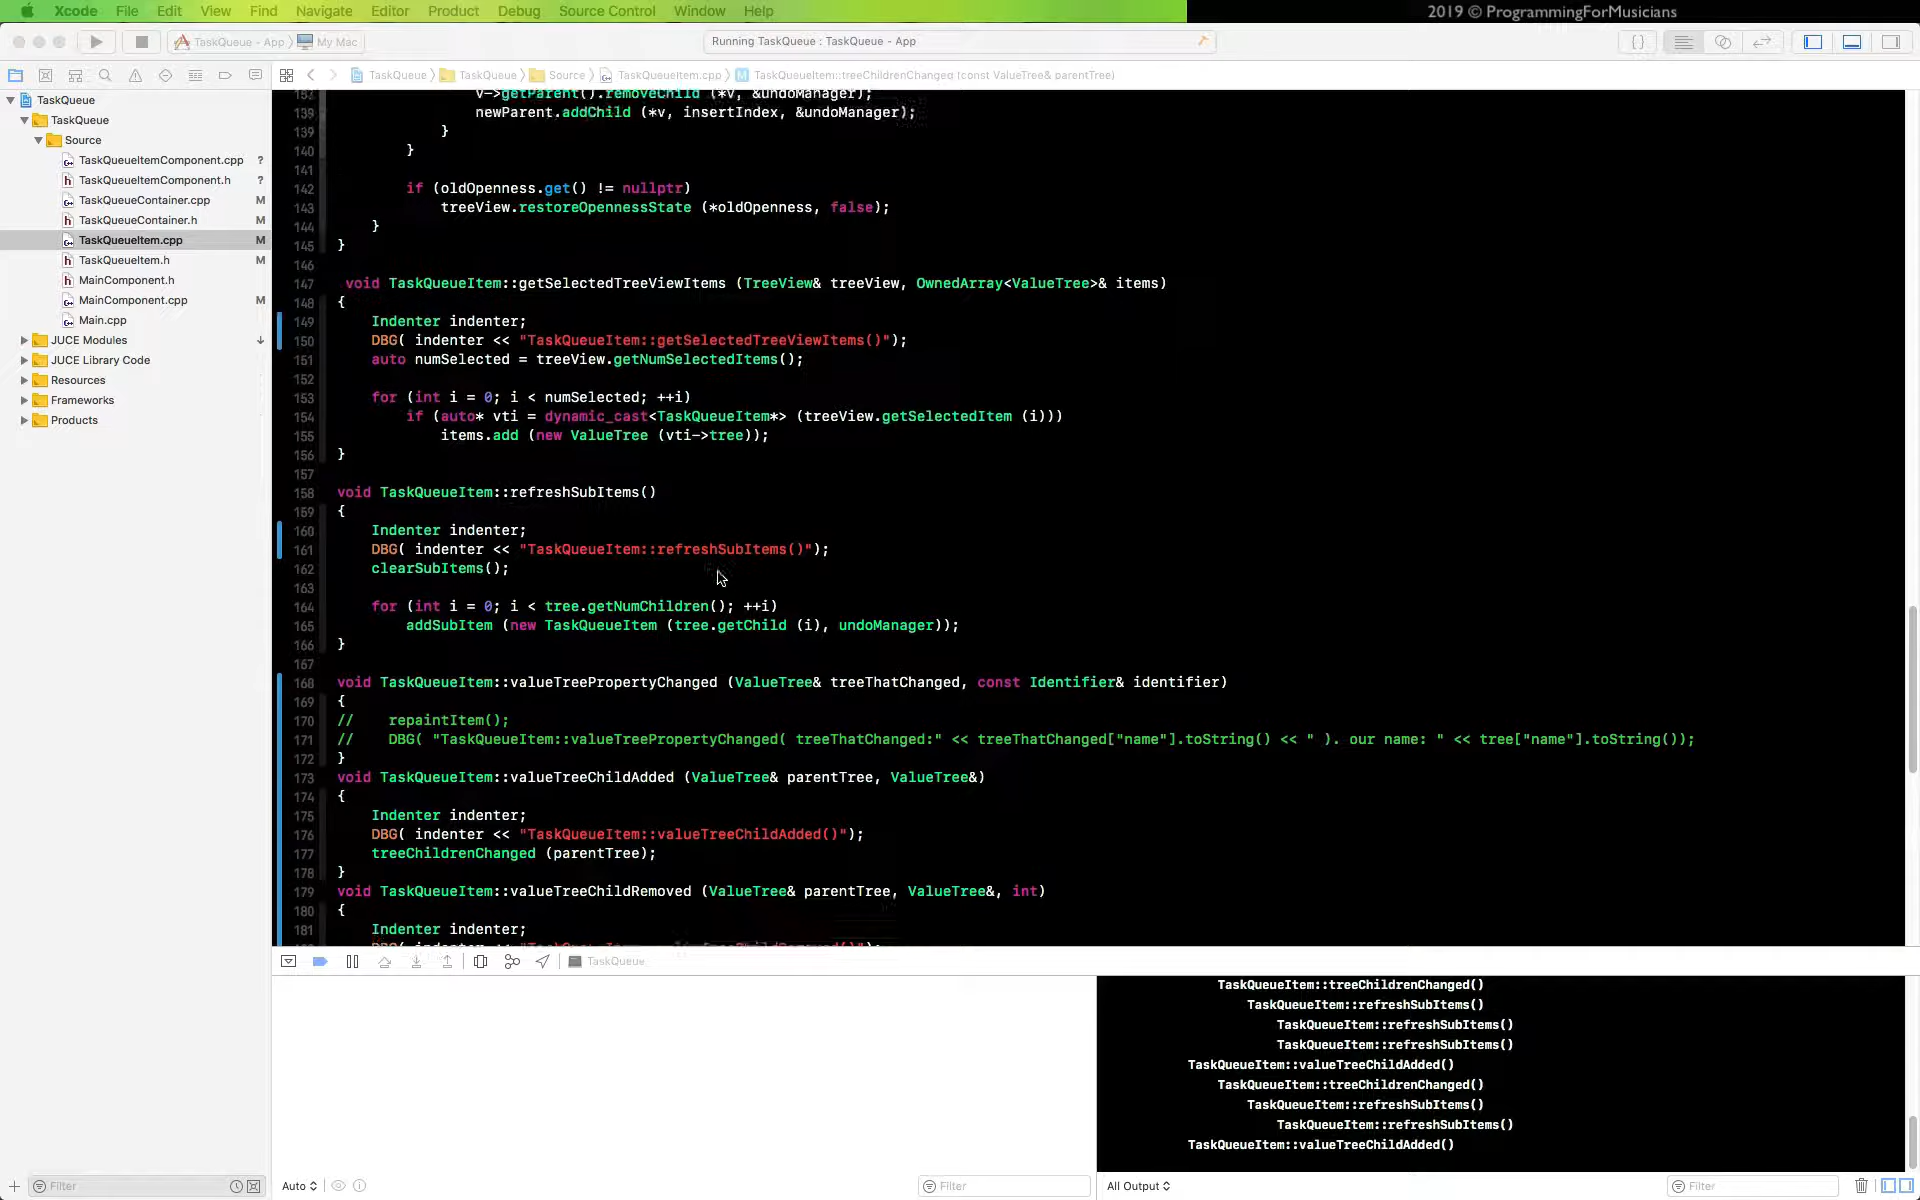 Xcode File Edit View Find Navigate Editor Product Debug Source Control Window Help
2019 © ProgrammingForMusicians
TaskQueue - App › My Mac
Running TaskQueue : TaskQueue - App
TaskQueue › TaskQueue › Source › TaskQueueItem.cpp › M TaskQueueItem::treeChildrenChanged (const ValueTree& parentTree)
TaskQueue
TaskQueue
Source
TaskQueueItemComponent.cpp ?
TaskQueueItemComponent.h ?
TaskQueueContainer.cpp M
TaskQueueContainer.h M
TaskQueueItem.cpp M
TaskQueueItem.h M
MainComponent.h
MainComponent.cpp M
Main.cpp
JUCE Modules
JUCE Library Code
Resources
Frameworks
Products
Filter
v->getParent().removeChild (*v, &undoManager);
139 newParent.addChild (*v, insertIndex, &undoManager);
139 }
140 }
141
142 if (oldOpenness.get() != nullptr)
143 treeView.restoreOpennessState (*oldOpenness, false);
144 }
145 }
146
147 void TaskQueueItem::getSelectedTreeViewItems (TreeView& treeView, OwnedArray<ValueTree>& items)
148 {
149 Indenter indenter;
150 DBG( indenter << "TaskQueueItem::getSelectedTreeViewItems()");
151 auto numSelected = treeView.getNumSelectedItems();
152
153 for (int i = 0; i < numSelected; ++i)
154 if (auto* vti = dynamic_cast<TaskQueueItem*> (treeView.getSelectedItem (i)))
155 items.add (new ValueTree (vti->tree));
156 }
157
158 void TaskQueueItem::refreshSubItems()
159 {
160 Indenter indenter;
161 DBG( indenter << "TaskQueueItem::refreshSubItems()");
162 clearSubItems();
163
164 for (int i = 0; i < tree.getNumChildren(); ++i)
165 addSubItem (new TaskQueueItem (tree.getChild (i), undoManager));
166 }
167
168 void TaskQueueItem::valueTreePropertyChanged (ValueTree& treeThatChanged, const Identifier& identifier)
169 {
170 // repaintItem();
171 // DBG( "TaskQueueItem::valueTreePropertyChanged( treeThatChanged:" << treeThatChanged["name"].toString() << " ). our name: " << tree["name"].toString());
172 }
173 void TaskQueueItem::valueTreeChildAdded (ValueTree& parentTree, ValueTree&)
174 {
175 Indenter indenter;
176 DBG( indenter << "TaskQueueItem::valueTreeChildAdded()");
177 treeChildrenChanged (parentTree);
178 }
179 void TaskQueueItem::valueTreeChildRemoved (ValueTree& parentTree, ValueTree&, int)
180 {
181 Indenter indenter;
TaskQueue
Auto
Filter
TaskQueueItem::treeChildrenChanged()
TaskQueueItem::refreshSubItems()
TaskQueueItem::refreshSubItems()
TaskQueueItem::refreshSubItems()
TaskQueueItem::valueTreeChildAdded()
TaskQueueItem::treeChildrenChanged()
TaskQueueItem::refreshSubItems()
TaskQueueItem::refreshSubItems()
TaskQueueItem::valueTreeChildAdded()
All Output
Filter